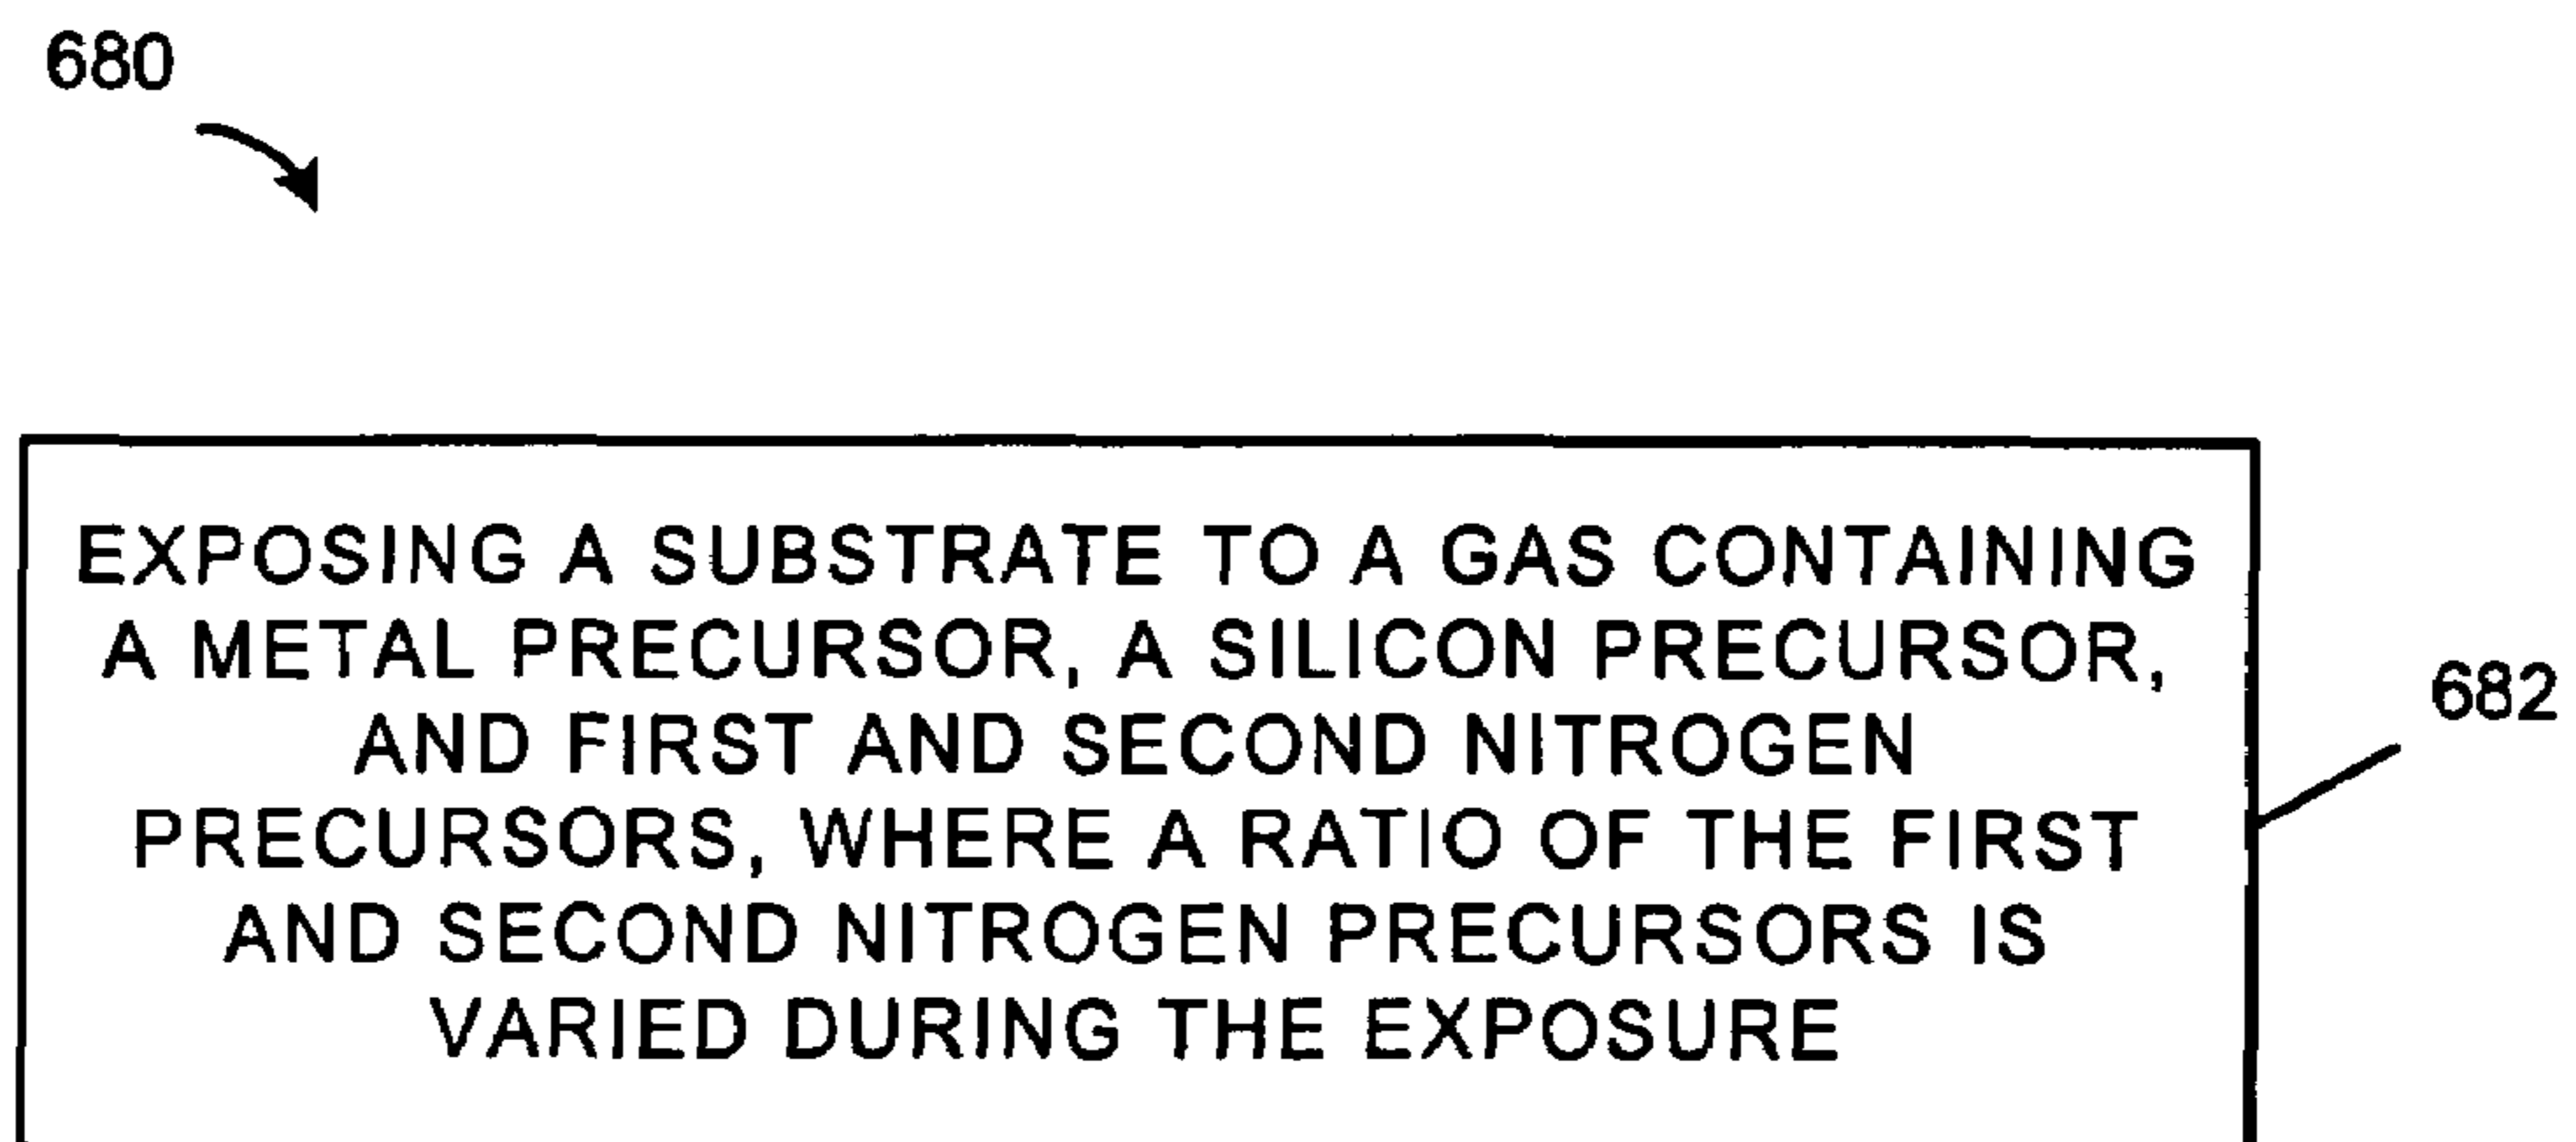 680
EXPOSING A SUBSTRATE TO A GAS CONTAINING
A METAL PRECURSOR, A SILICON PRECURSOR,
AND FIRST AND SECOND NITROGEN
PRECURSORS, WHERE A RATIO OF THE FIRST
AND SECOND NITROGEN PRECURSORS IS
VARIED DURING THE EXPOSURE
682